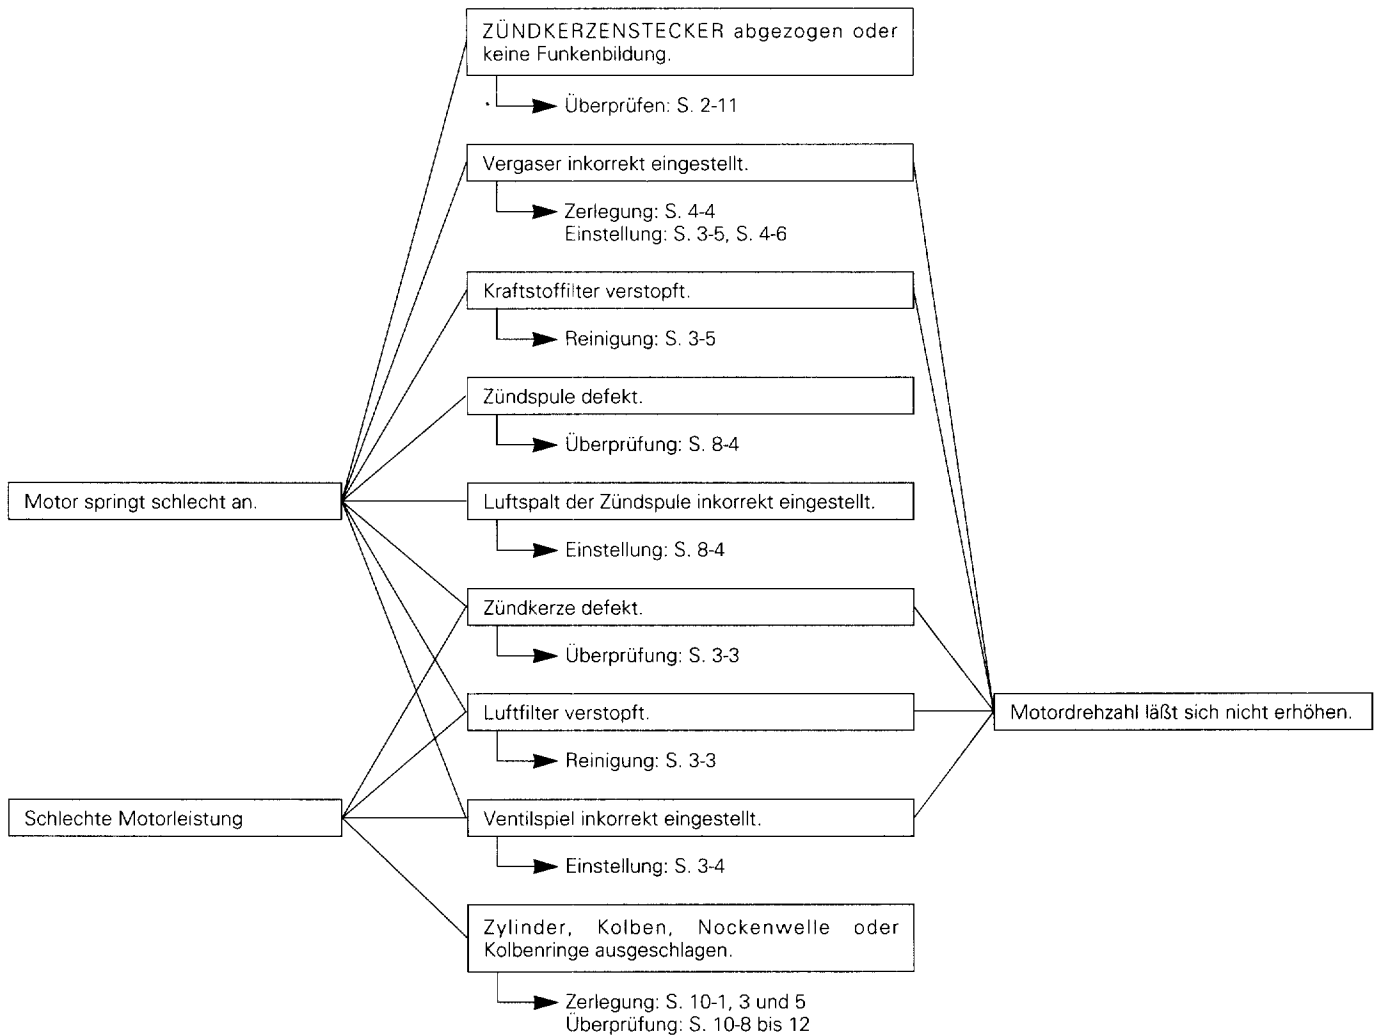 ZÜNDKERZENSTECKER abgezogen oder
keine Funkenbildung.
Überprüfen: S. 2-11
Vergaser inkorrekt eingestellt.
Zerlegung: S. 4-4
Einstellung: S. 3-5, S. 4-6
Kraftstoffilter verstopft.
Reinigung: S. 3-5
Zündspule defekt.
Überprüfung: S. 8-4
Motor springt schlecht an.
Luftspalt der Zündspule inkorrekt eingestellt.
Einstellung: S. 8-4
Zündkerze defekt.
Überprüfung: S. 3-3
Luftfilter verstopft.
Motordrehzahl läßt sich nicht erhöhen.
Reinigung: S. 3-3
Schlechte Motorleistung
Ventilspiel inkorrekt eingestellt.
Einstellung: S. 3-4
Zylinder, Kolben, Nockenwelle oder
Kolbenringe ausgeschlagen.
Zerlegung: S. 10-1, 3 und 5
Überprüfung: S. 10-8 bis 12